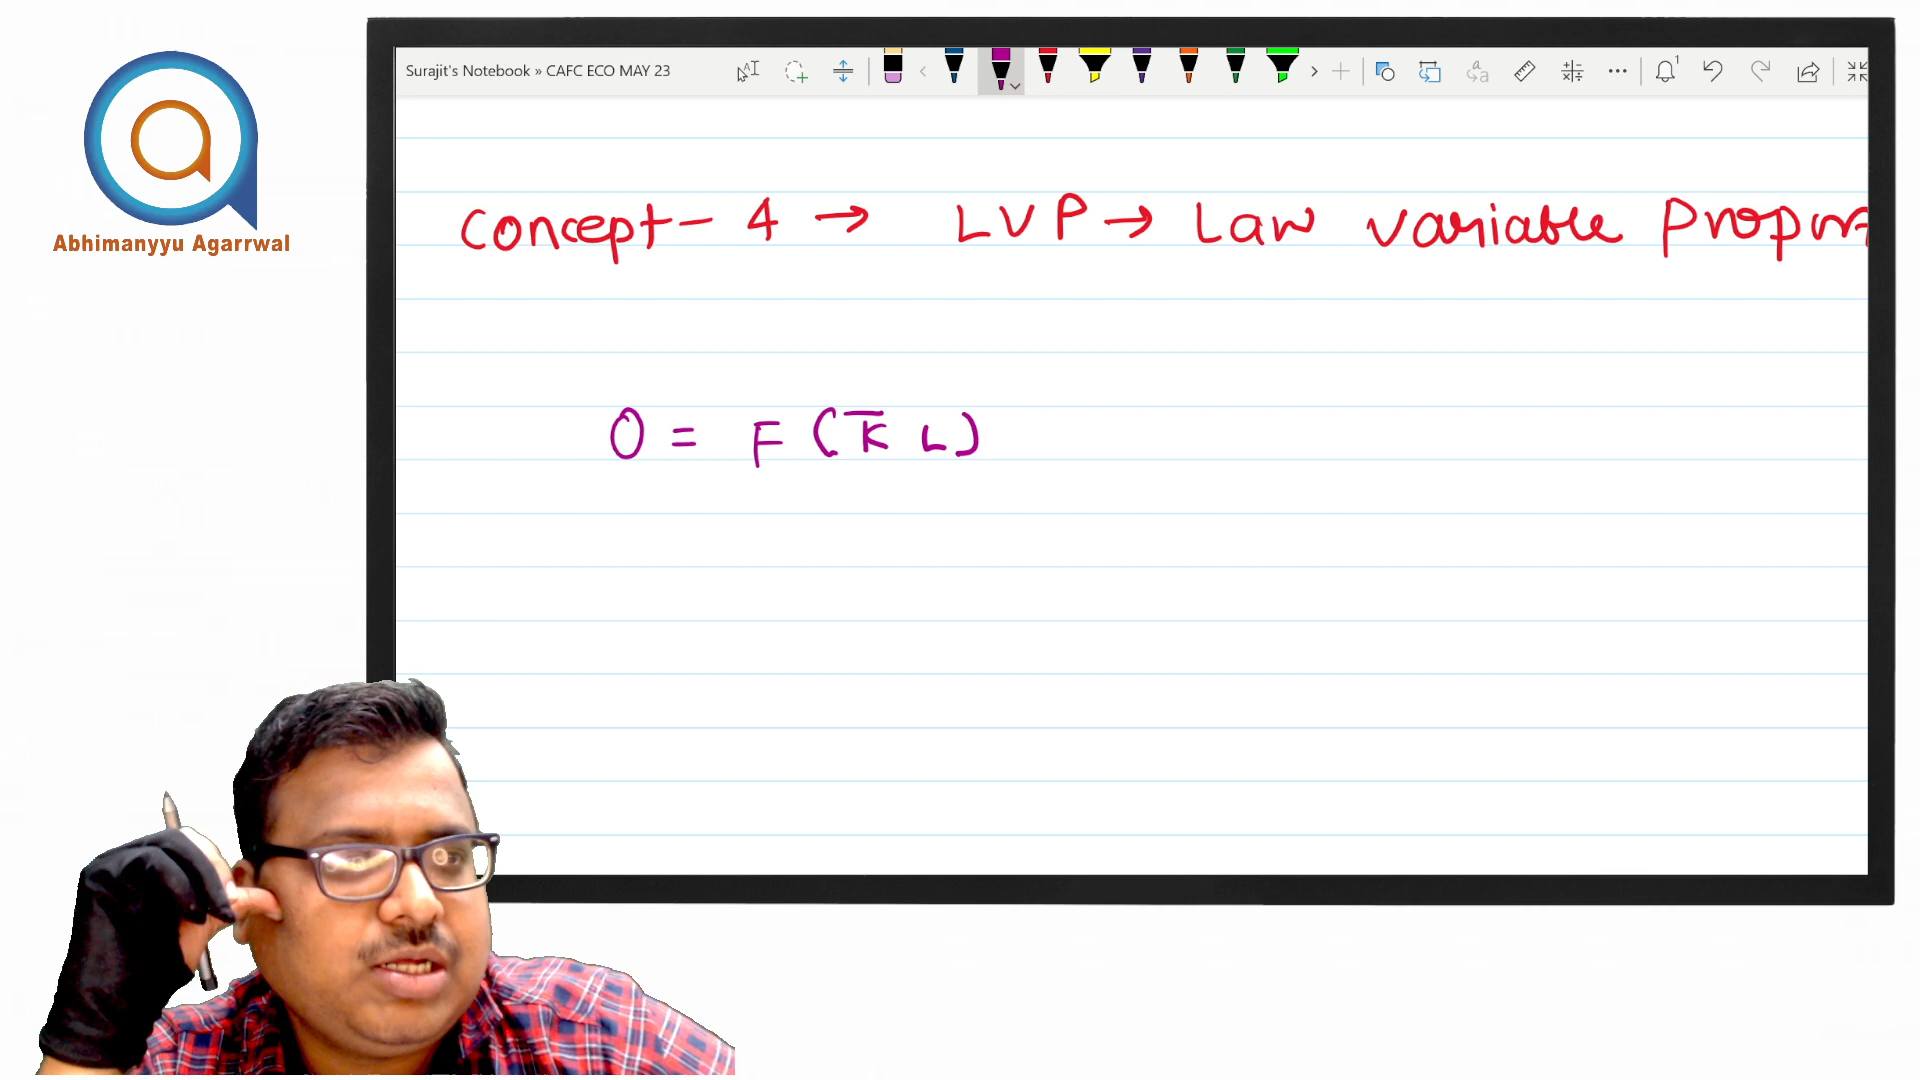 Surajit's Notebook » CAFC ECO MAY 23
Abhimanyyu Agarrwal
Concept - 4 → LVP → Law variable Propor
O = F (K̅ L)